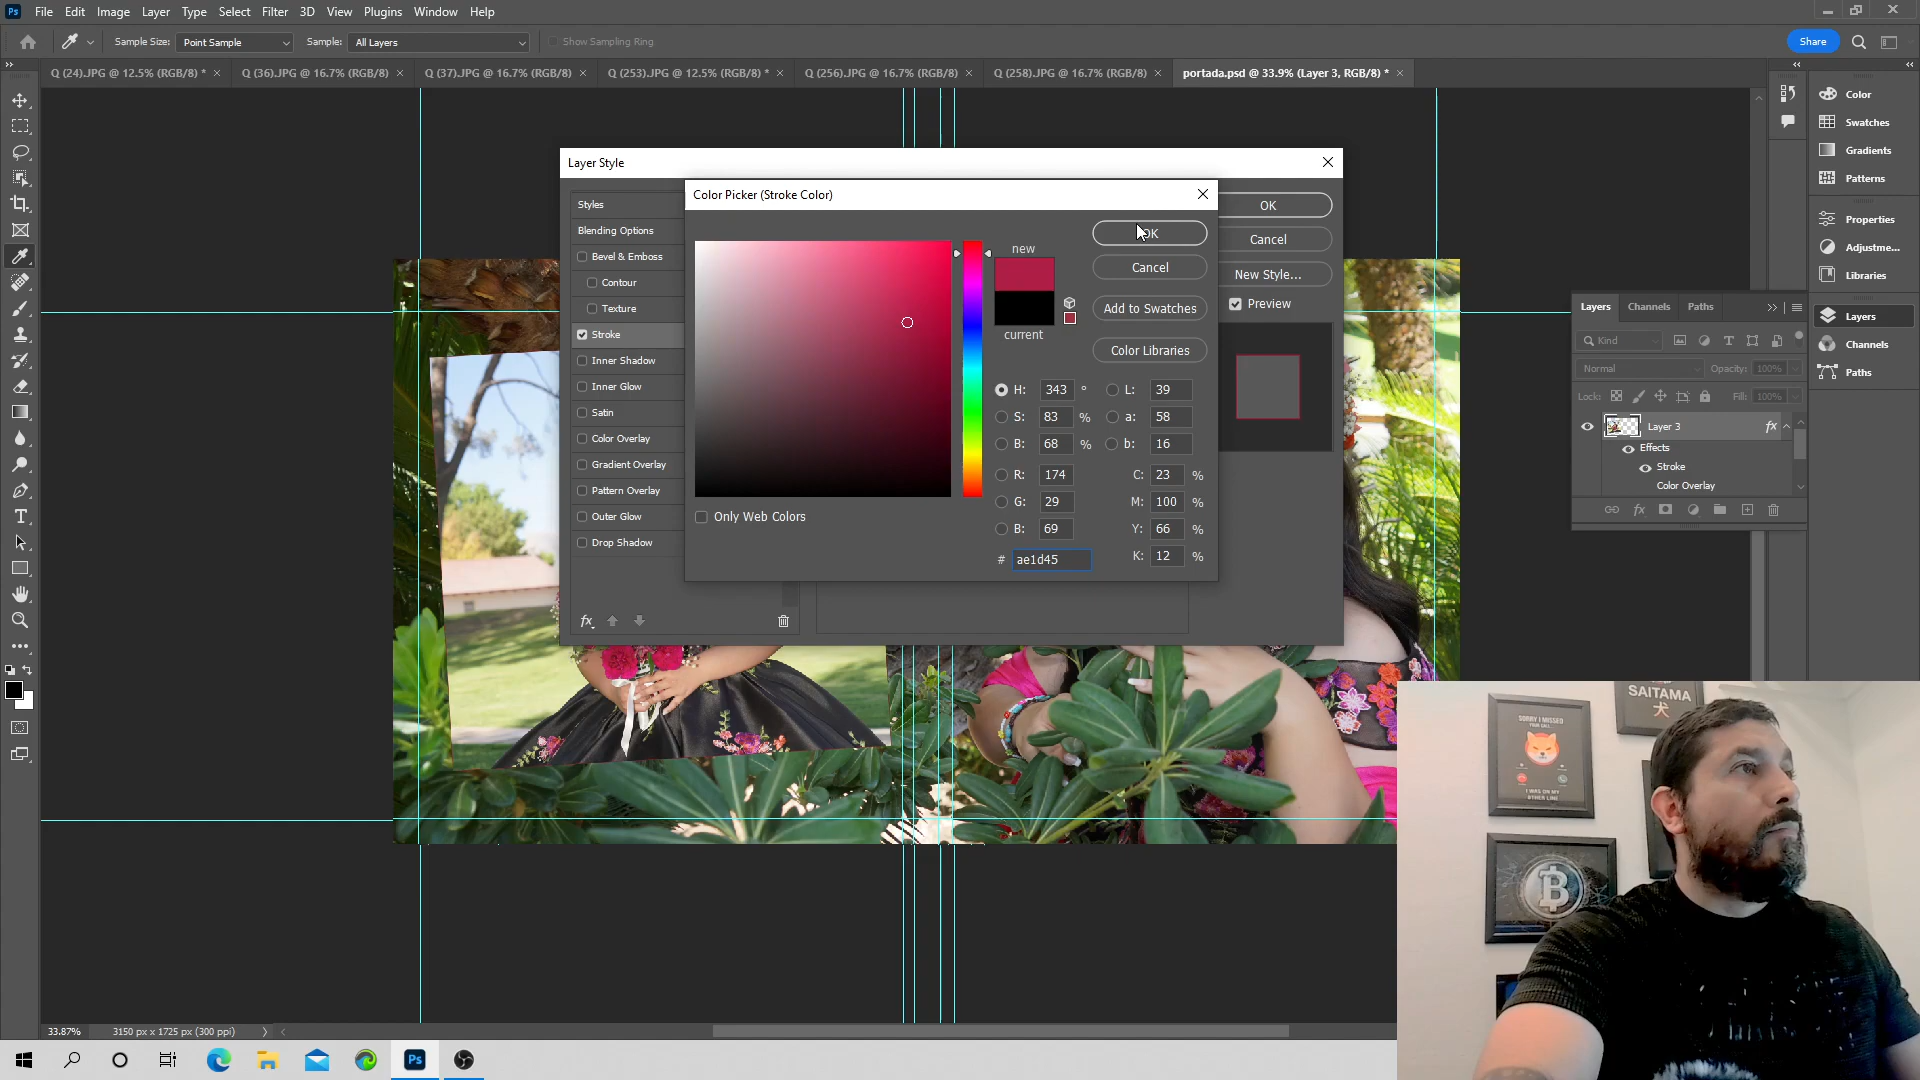 Ps File Edit Image Layer Type Select Filter 3D View Plugins Window Help
Sample Size: Point Sample Sample: All Layers Show Sampling Ring Share
Q (24).JPG @ 12.5% (RGB/8) * × Q (36).JPG @ 16.7% (RGB/8) × Q (37).JPG @ 16.7% (RGB/8) × Q (253).JPG @ 12.5% (RGB/8) * × Q (256).JPG @ 16.7% (RGB/8) × Q (258).JPG @ 16.7% (RGB/8) × portada.psd @ 33.9% (Layer 3, RGB/8) * ×
Layer Style
Styles
Blending Options
Bevel & Emboss
Contour
Texture
Stroke
Inner Shadow
Inner Glow
Satin
Color Overlay
Gradient Overlay
Pattern Overlay
Outer Glow
Drop Shadow
fx
Color Picker (Stroke Color)
new
current
OK
Cancel
Add to Swatches
Color Libraries
H: 343 ° L: 39
S: 83 % a: 58
B: 68 % b: 16
R: 174 C: 23 %
G: 29 M: 100 %
B: 69 Y: 66 %
# ae1d45 K: 12 %
Only Web Colors
OK
Cancel
New Style...
Preview
Color
Swatches
Gradients
Patterns
Properties
Adjustme...
Libraries
Layers
Channels
Paths
Layers Channels Paths
Kind
Normal Opacity: 100%
Lock: Fill: 100%
Layer 3 fx
Effects
Stroke
Color Overlay
fx
33.87% 3150 px x 1725 px (300 ppi)
Ps
SORRY I MISSED
YOUR CALL...
I WAS ON MY
OTHER LINE
SAITAMA
犬